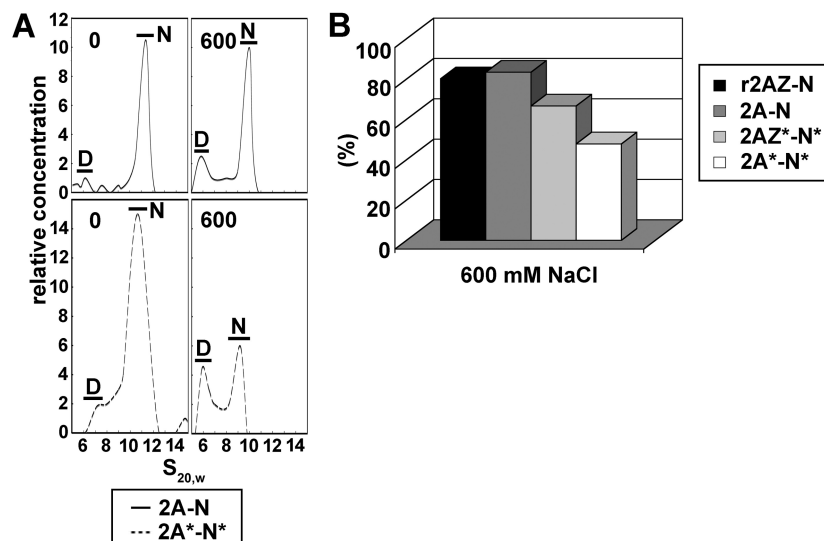 A
relative concentration
12
10
8
6
4
2
0
0
N
D
600
N
D
14
12
10
8
6
4
2
0
0
N
D
600
D
N
6 8 10 12 14
6 8 10 12 14
S20,w
2A-N
2A*-N*
B
(%)
100
80
60
40
20
0
600 mM NaCl
r2AZ-N
2A-N
2AZ*-N*
2A*-N*